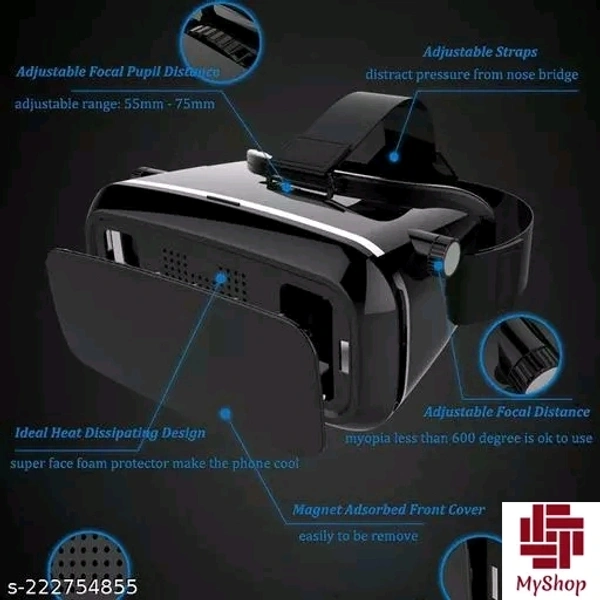 Adjustable Straps
Adjustable Focal Pupil Distance
distract pressure from nose bridge
adjustable range: 55mm - 75mm
Adjustable Focal Distance
Ideal Heat Dissipating Design
myopia less than 600 degree is ok to use
super face foam protector make the phone cool
Magnet Adsorbed Front Cover
easily to be remove
MyShop
s-222754855